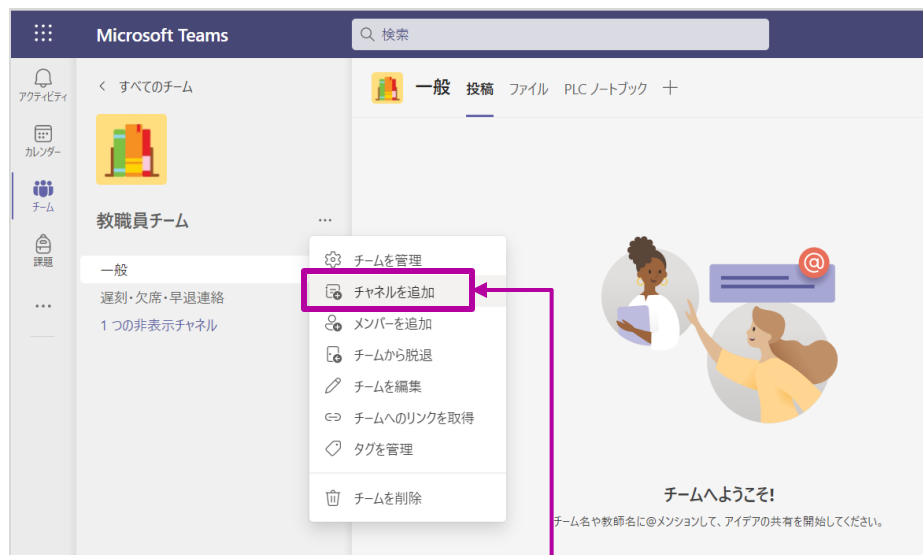 Microsoft Teams
検索
アクティビティ
カレンダー
チーム
課題
すべてのチーム
教職員チーム
一般
遅刻・欠席・早退連絡
1 つの非表示チャネル
チームを管理
チャネルを追加
メンバーを追加
チームから脱退
チームを編集
チームへのリンクを取得
タグを管理
チームを削除
一般 投稿 ファイル PLC ノートブック
@
チームへようこそ!
チーム名や教師名に@メンションして、アイデアの共有を開始してください。